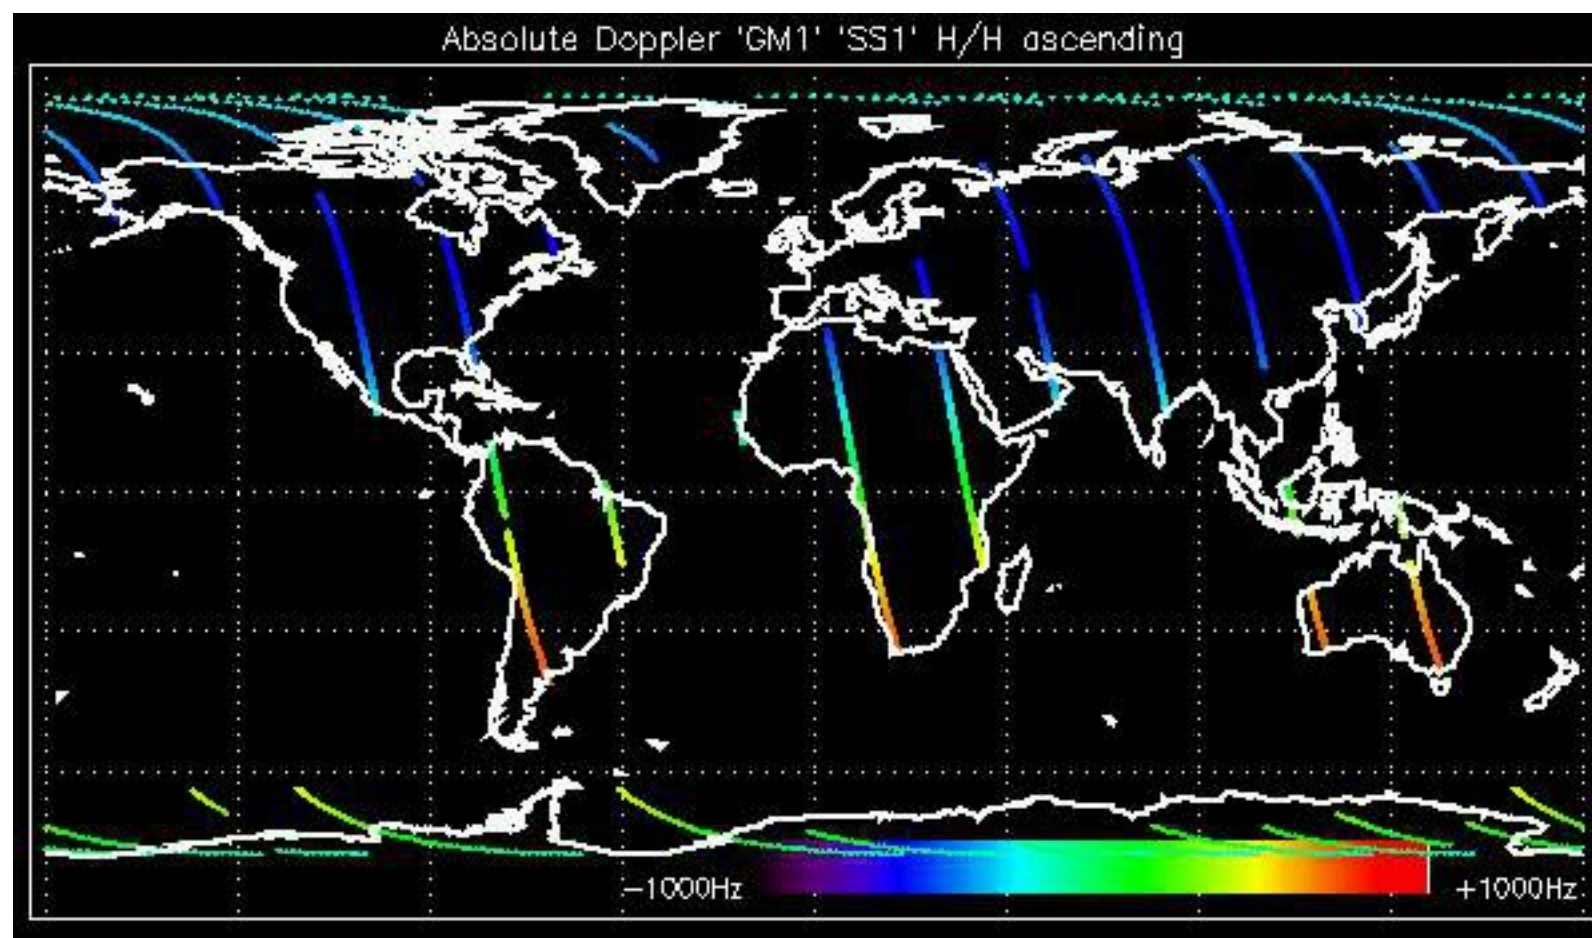 Absolute Doppler 'GM1' 'SS1' H/H ascending
−1000Hz +1000Hz